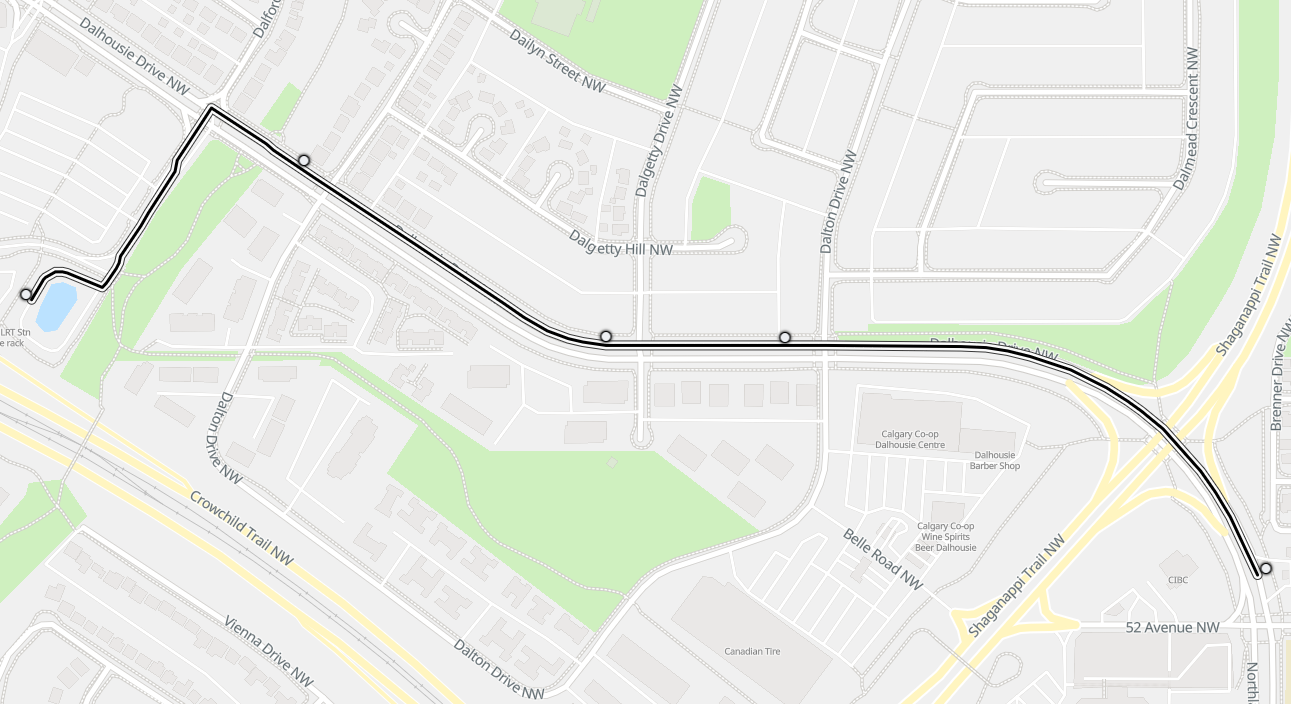 Dalhousie Drive NW
Dailyn Street NW
Dalgetty Drive NW
Dalmead Crescent NW
Dalton Drive NW
Dalgetty Hill NW
Shaganappi Trail NW
LRT Stn
e rack
Dalhousie Drive NW
Brenner Drive NW
Dalton Drive NW
Calgary Co-op
Dalhousie Centre
Dalhousie
Barber Shop
Crowchild Trail NW
Calgary Co-op
Wine Spirits
Beer Dalhousie
Belle Road NW
Shaganappi Trail NW
CIBC
52 Avenue NW
Vienna Drive NW
Canadian Tire
Dalton Drive NW